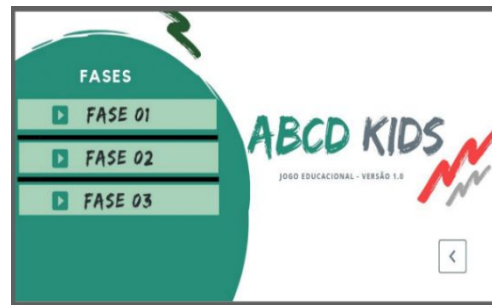 FASES
FASE 01
FASE 02
FASE 03
ABCD KIDS
JOGO EDUCACIONAL - VERSÃO 1.0